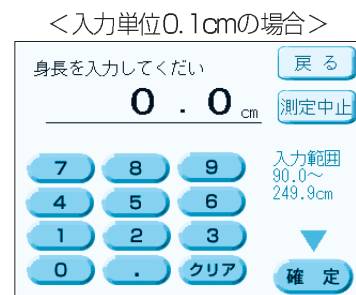 <入力単位0.1cmの場合>
身長を入力してくだい
戻 る
0 . 0 cm
測定中止
入力範囲
90.0～
249.9cm
7 8 9
4 5 6
1 2 3
0 . クリア
確 定